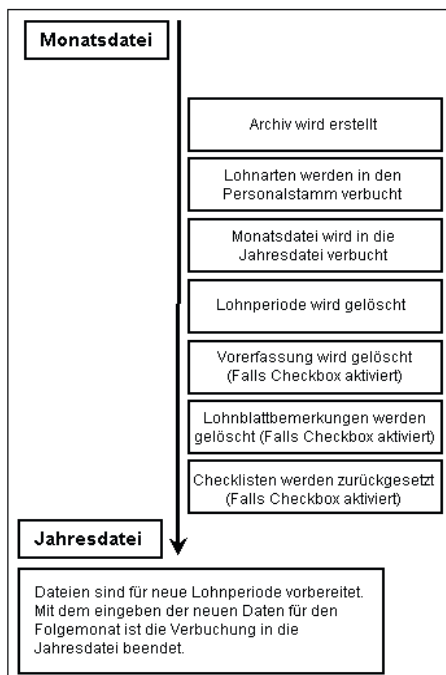 Monatsdatei
Archiv wird erstellt
Lohnarten werden in den
Personalstamm verbucht
Monatsdatei wird in die
Jahresdatei verbucht
Lohnperiode wird gelöscht
Vorerfassung wird gelöscht
(Falls Checkbox aktiviert)
Lohnblattbemerkungen werden
gelöscht (Falls Checkbox aktiviert)
Checklisten werden zurückgesetzt
(Falls Checkbox aktiviert)
Jahresdatei
Dateien sind für neue Lohnperiode vorbereitet.
Mit dem eingeben der neuen Daten für den
Folgemonat ist die Verbuchung in die
Jahresdatei beendet.